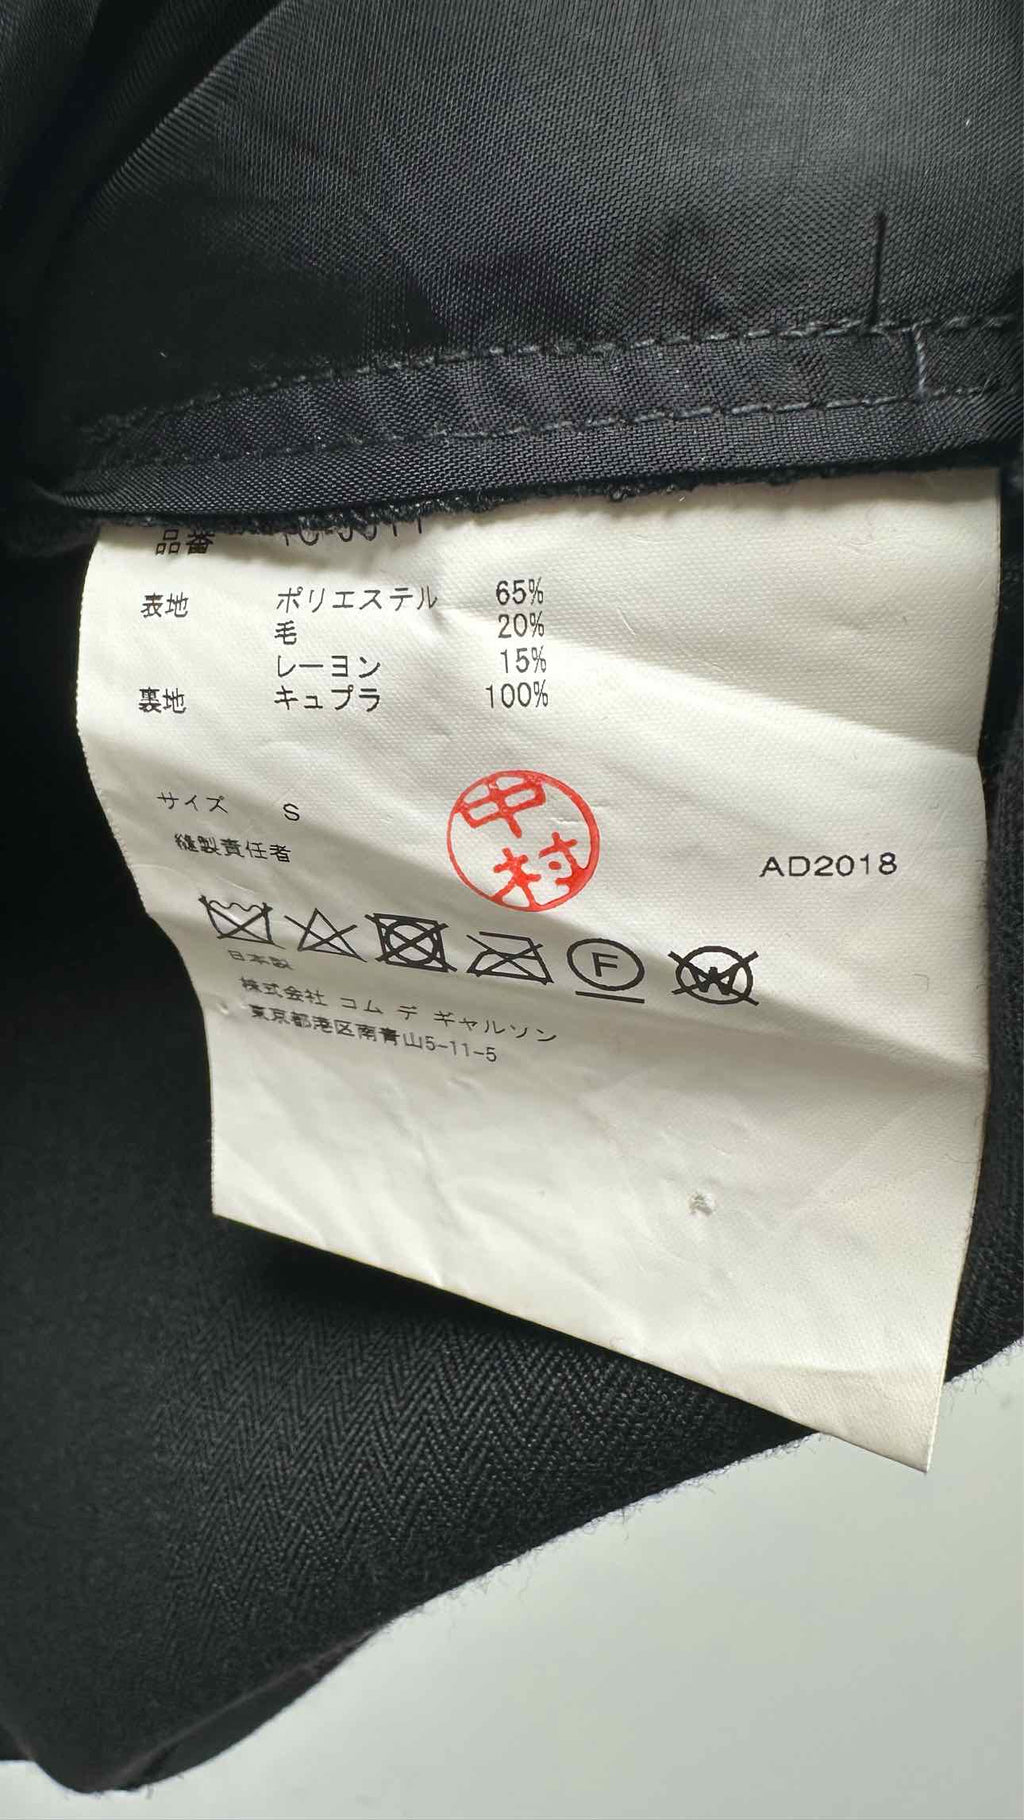 品番
表地 ポリエステル 65%
毛 20%
レーヨン 15%
裏地 キュプラ 100%
サイズ S
縫製責任者
中村
AD2018
F
W
日本製
株式会社 コム デ ギャルソン
東京都港区南青山5-11-5